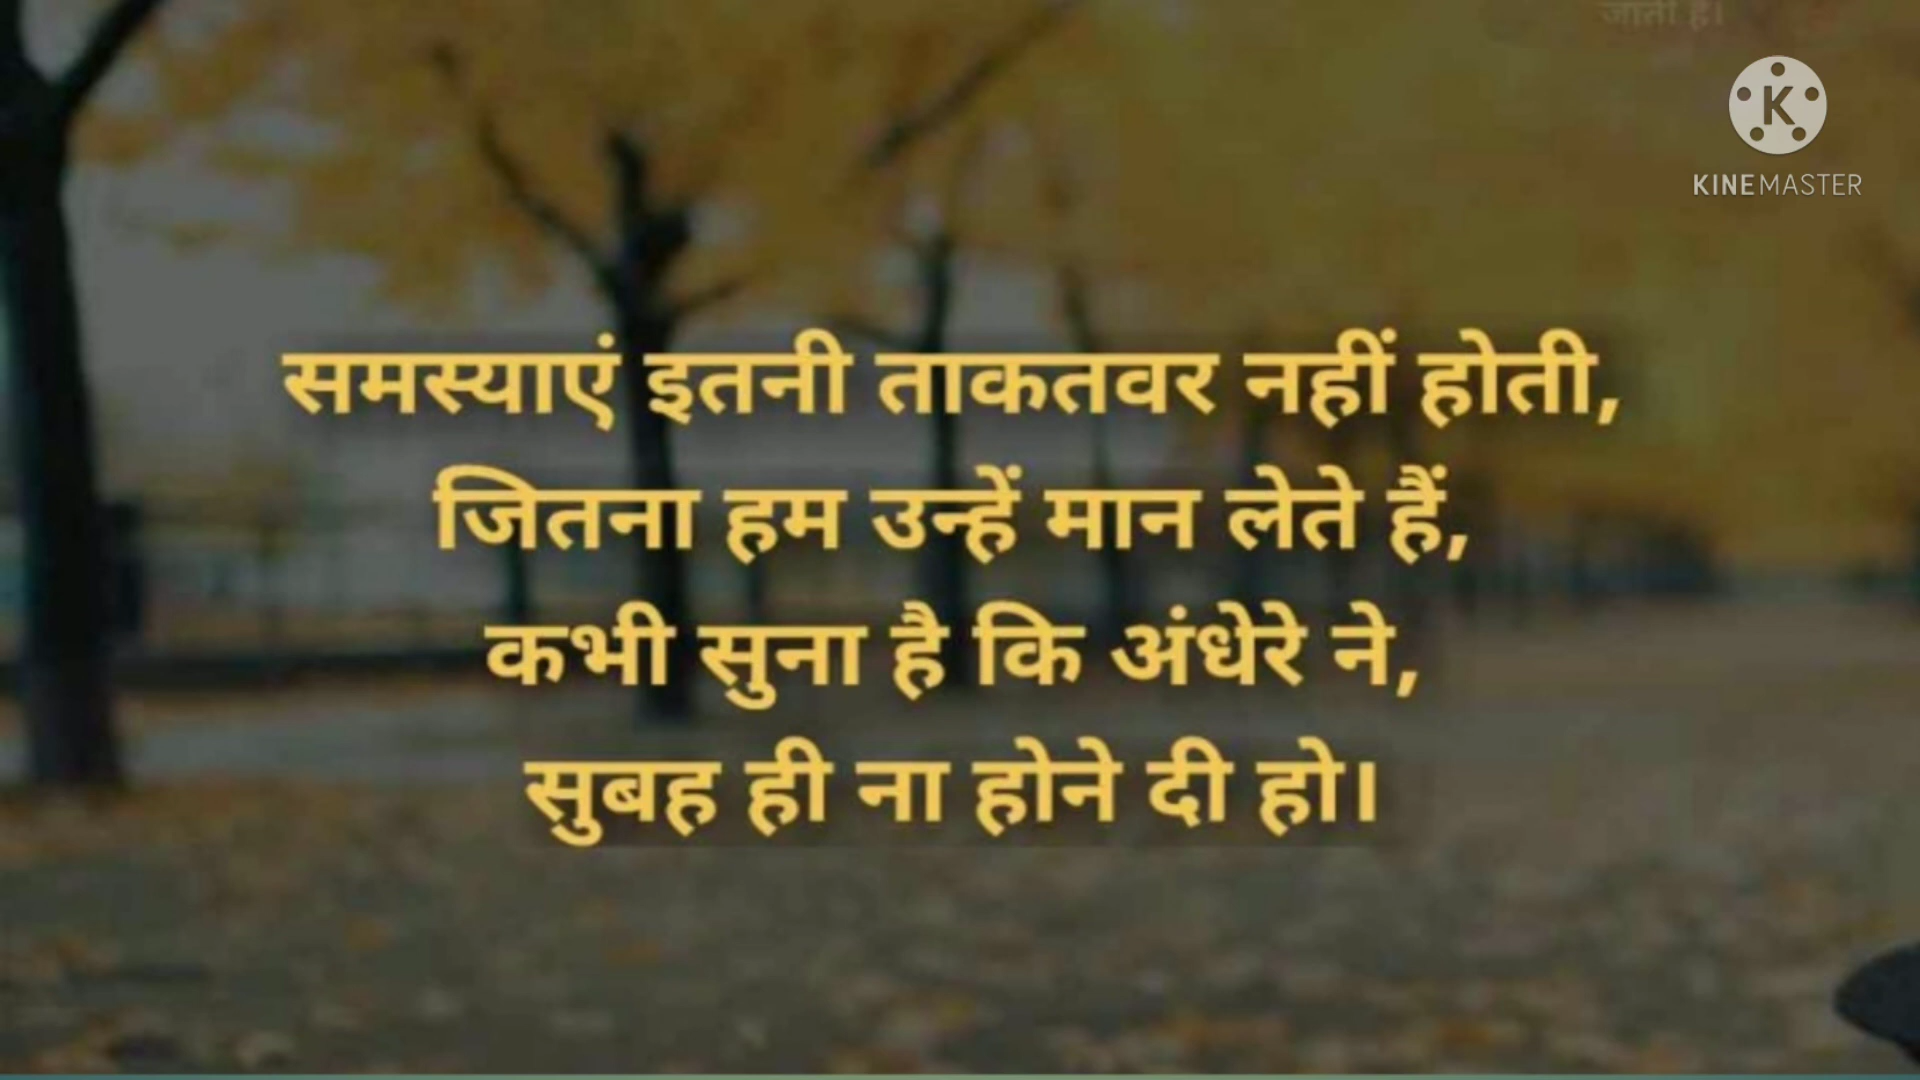 जाती है।
KINEMASTER
समस्याएं इतनी ताकतवर नहीं होती,
जितना हम उन्हें मान लेते हैं,
कभी सुना है कि अंधेरे ने,
सुबह ही ना होने दी हो।